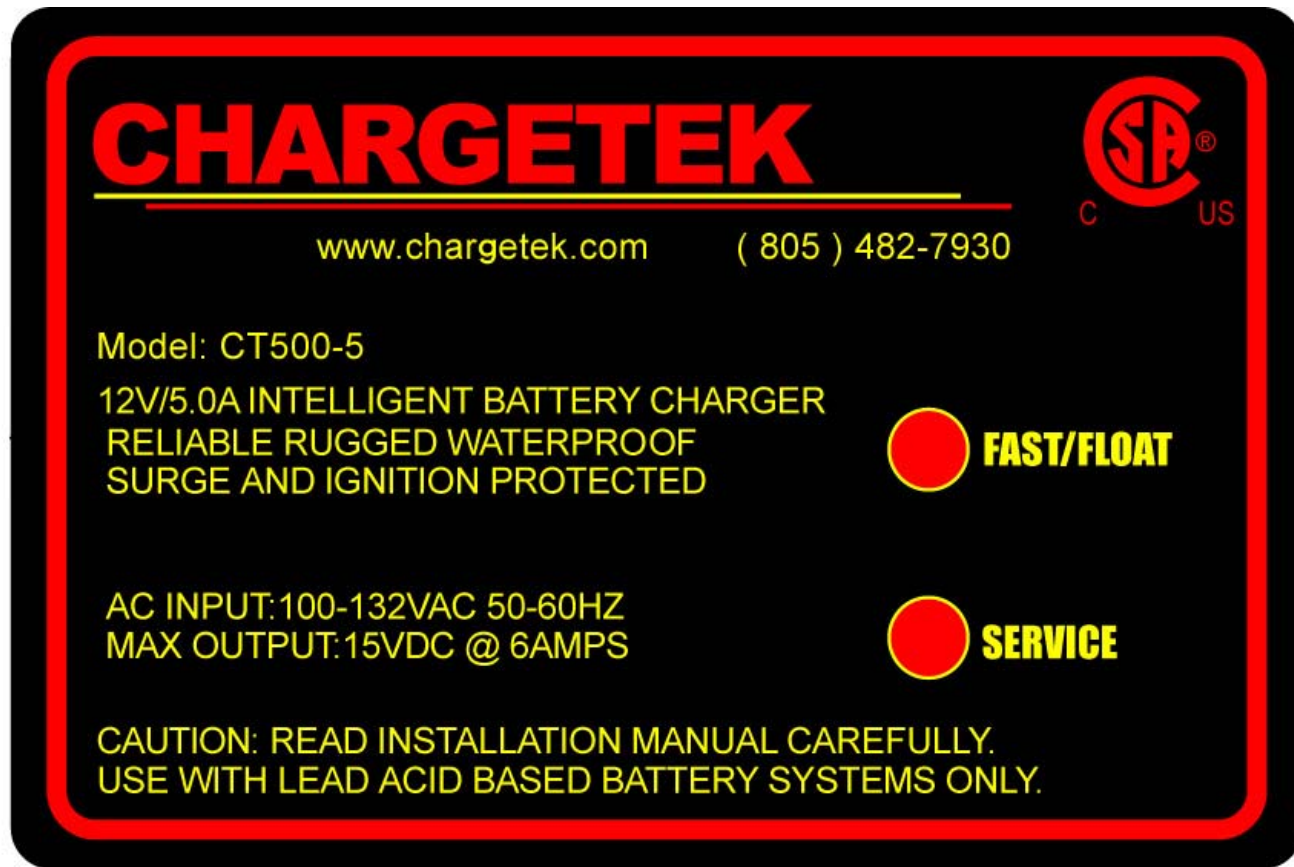 CHARGETEK
CSA®
C US
www.chargetek.com ( 805 ) 482-7930
Model: CT500-5
12V/5.0A INTELLIGENT BATTERY CHARGER
RELIABLE RUGGED WATERPROOF
SURGE AND IGNITION PROTECTED
FAST/FLOAT
AC INPUT:100-132VAC 50-60HZ
MAX OUTPUT:15VDC @ 6AMPS
SERVICE
CAUTION: READ INSTALLATION MANUAL CAREFULLY.
USE WITH LEAD ACID BASED BATTERY SYSTEMS ONLY.